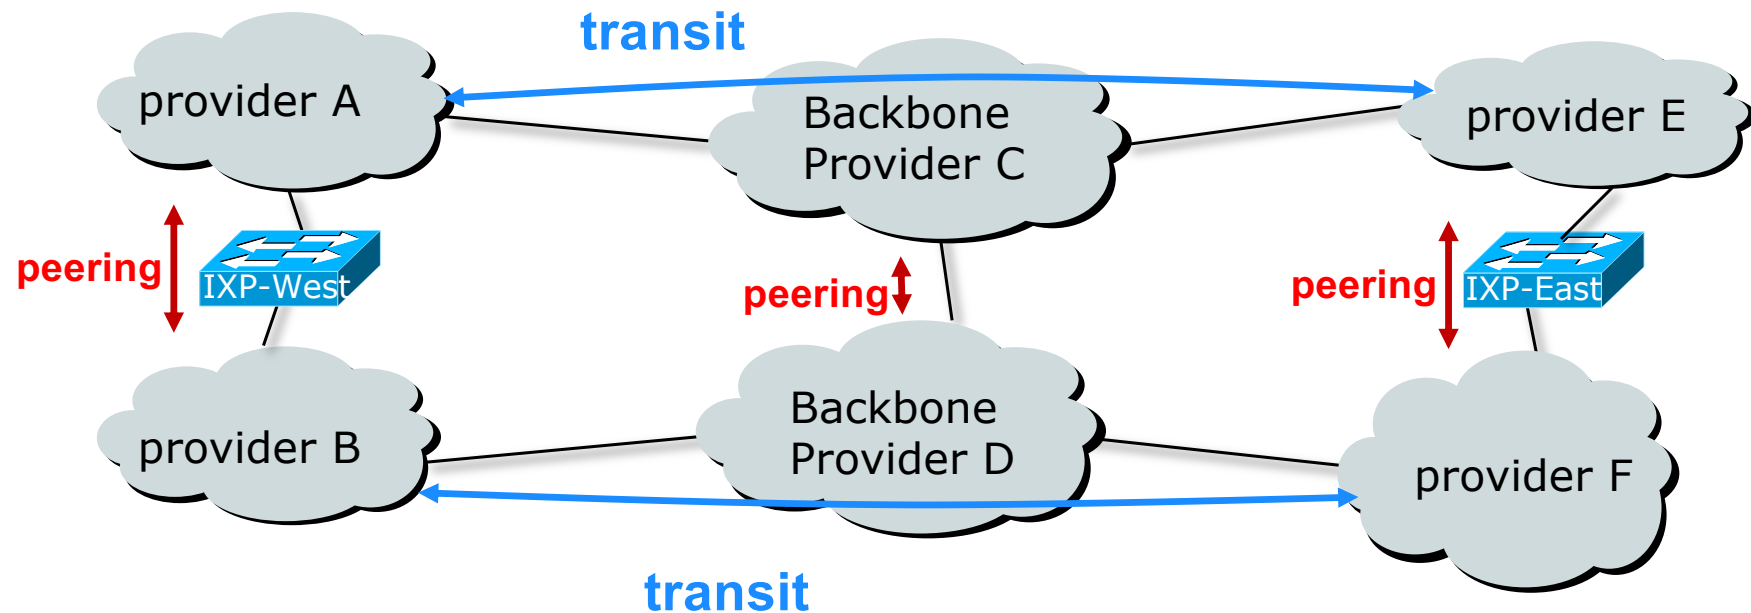 transit
provider A
Backbone
Provider C
provider E
peering
IXP-West
peering
peering
IXP-East
provider B
Backbone
Provider D
provider F
transit